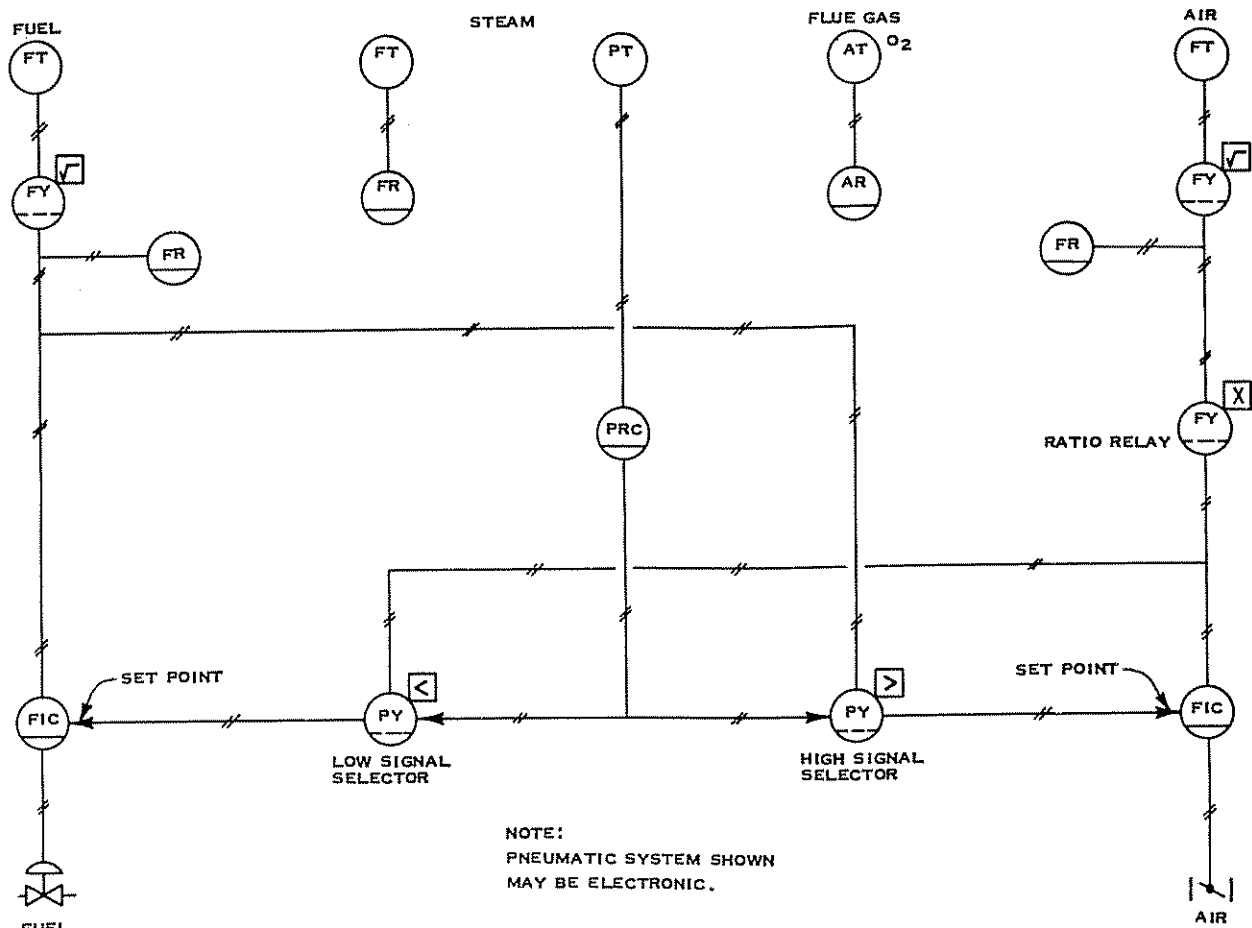 FUEL
STEAM
FLUE GAS
AIR
FT
FT
PT
AT
O2
FT
√
FY
FR
AR
√
FY
FR
FR
X
FY
RATIO RELAY
PRC
SET POINT
<
>
SET POINT
FIC
PY
PY
FIC
LOW SIGNAL
SELECTOR
HIGH SIGNAL
SELECTOR
NOTE:
PNEUMATIC SYSTEM SHOWN
MAY BE ELECTRONIC.
FUEL
AIR